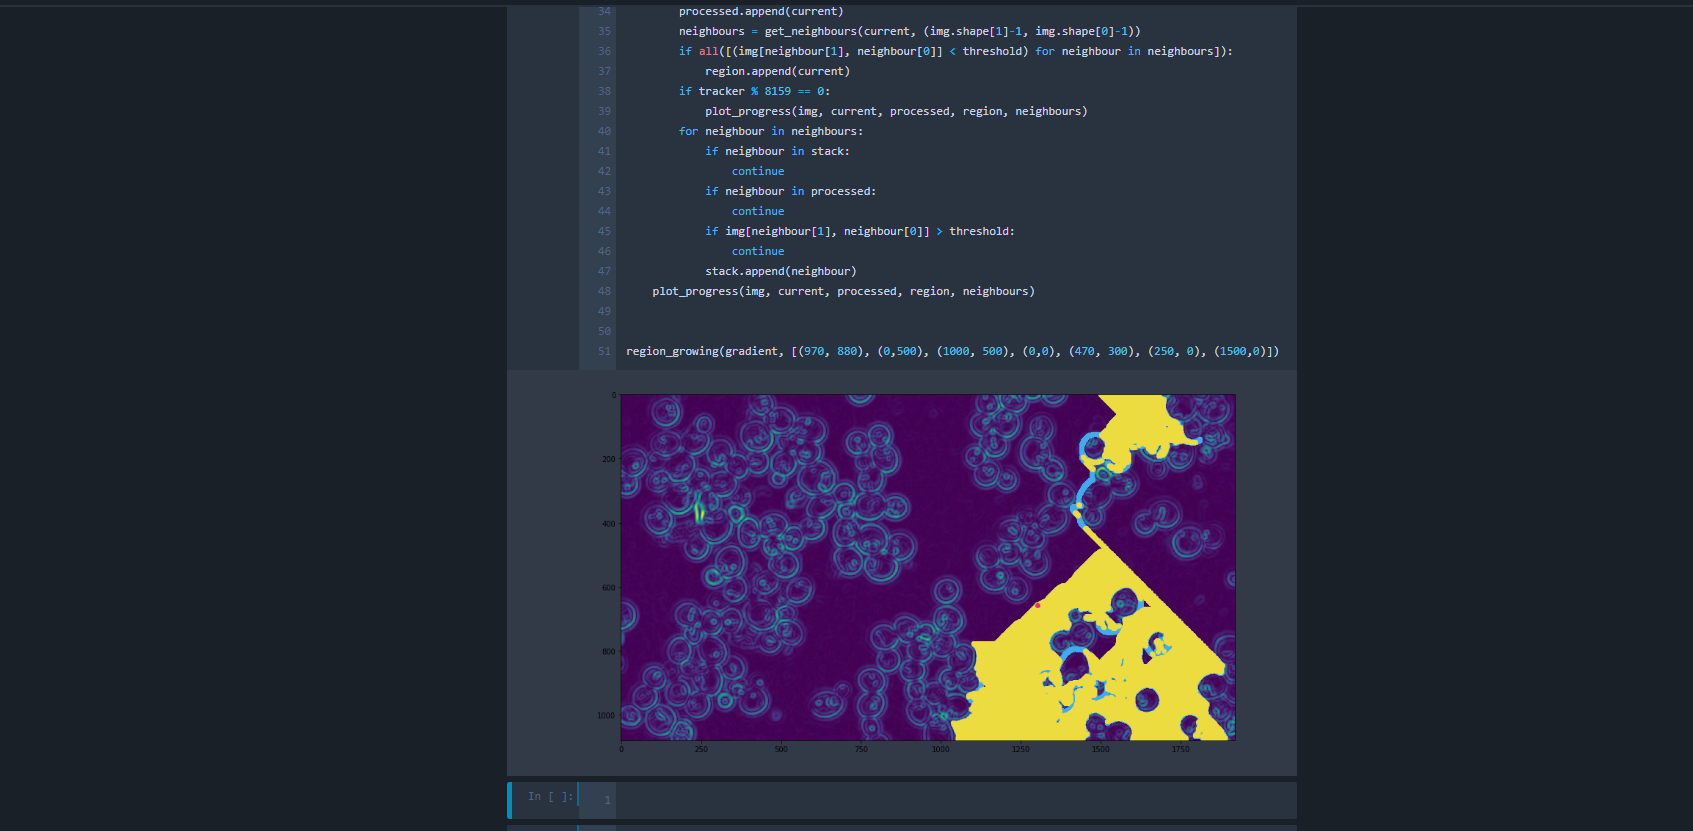 34 processed.append(current)
35 neighbours = get_neighbours(current, (img.shape[1]-1, img.shape[0]-1))
36 if all([(img[neighbour[1], neighbour[0]] < threshold) for neighbour in neighbours]):
37 region.append(current)
38 if tracker % 8159 == 0:
39 plot_progress(img, current, processed, region, neighbours)
40 for neighbour in neighbours:
41 if neighbour in stack:
42 continue
43 if neighbour in processed:
44 continue
45 if img[neighbour[1], neighbour[0]] > threshold:
46 continue
47 stack.append(neighbour)
48 plot_progress(img, current, processed, region, neighbours)
49
50
51 region_growing(gradient, [(970, 880), (0,500), (1000, 500), (0,0), (470, 300), (250, 0), (1500,0)])
0
200
400
600
800
1000
0 250 500 750 1000 1250 1500 1750
In [ ]: 1